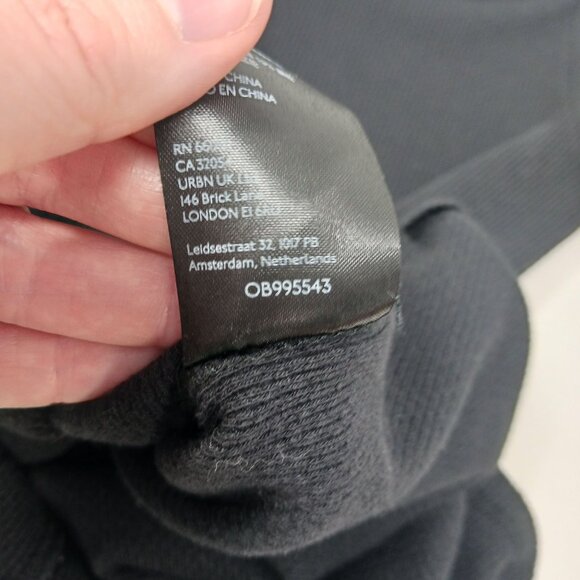 CHINA
EN CHINA
RN
CA
URBN UK
146 Brick
LONDON E1
Leidsestraat 32, 1017 PB
Amsterdam, Netherlands
OB995543